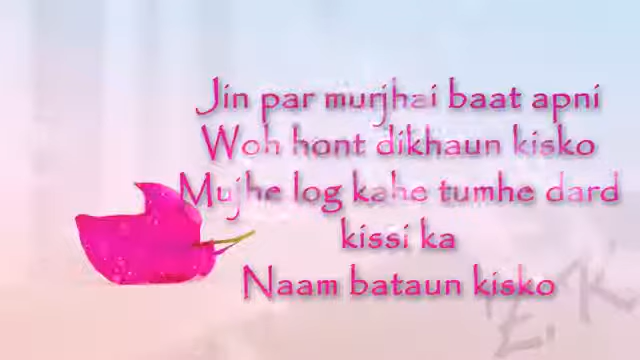 Jin par murjhai baat apni
Woh hont dikhaun kisko
Mujhe log kahe tumhe dard
kissi ka
Naam bataun kisko
E.K